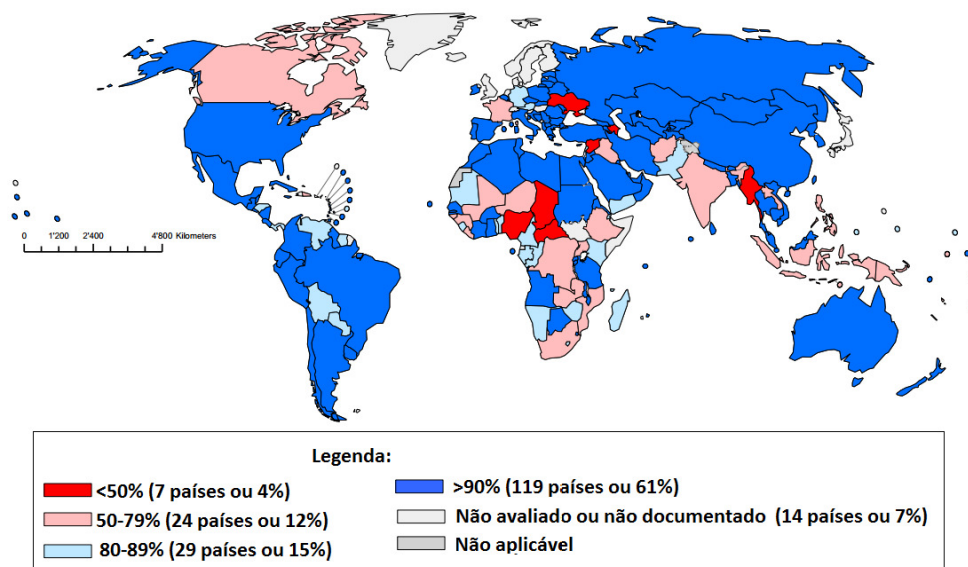 0 1'200 2'400 4'800 Kilometers
Legenda:
<50% (7 países ou 4%)
50-79% (24 países ou 12%)
80-89% (29 países ou 15%)
>90% (119 países ou 61%)
Não avaliado ou não documentado (14 países ou 7%)
Não aplicável